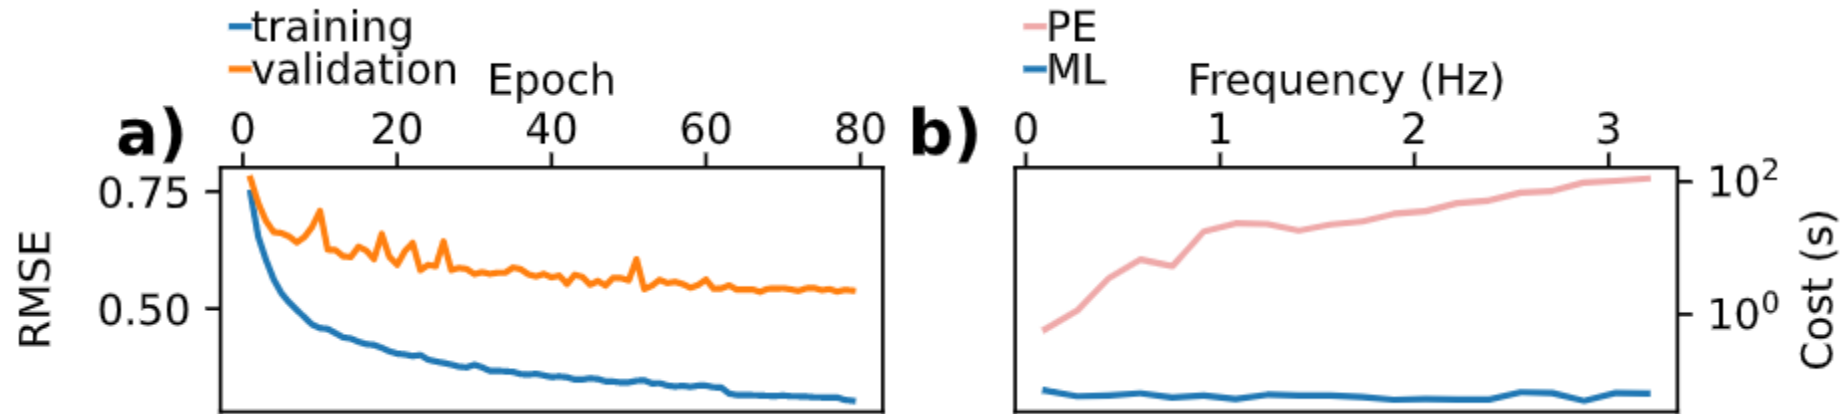 training
validation
Epoch
a)
0 20 40 60 80
0.75
0.50
RMSE
PE
ML
Frequency (Hz)
b)
0 1 2 3
10²
10⁰
Cost (s)